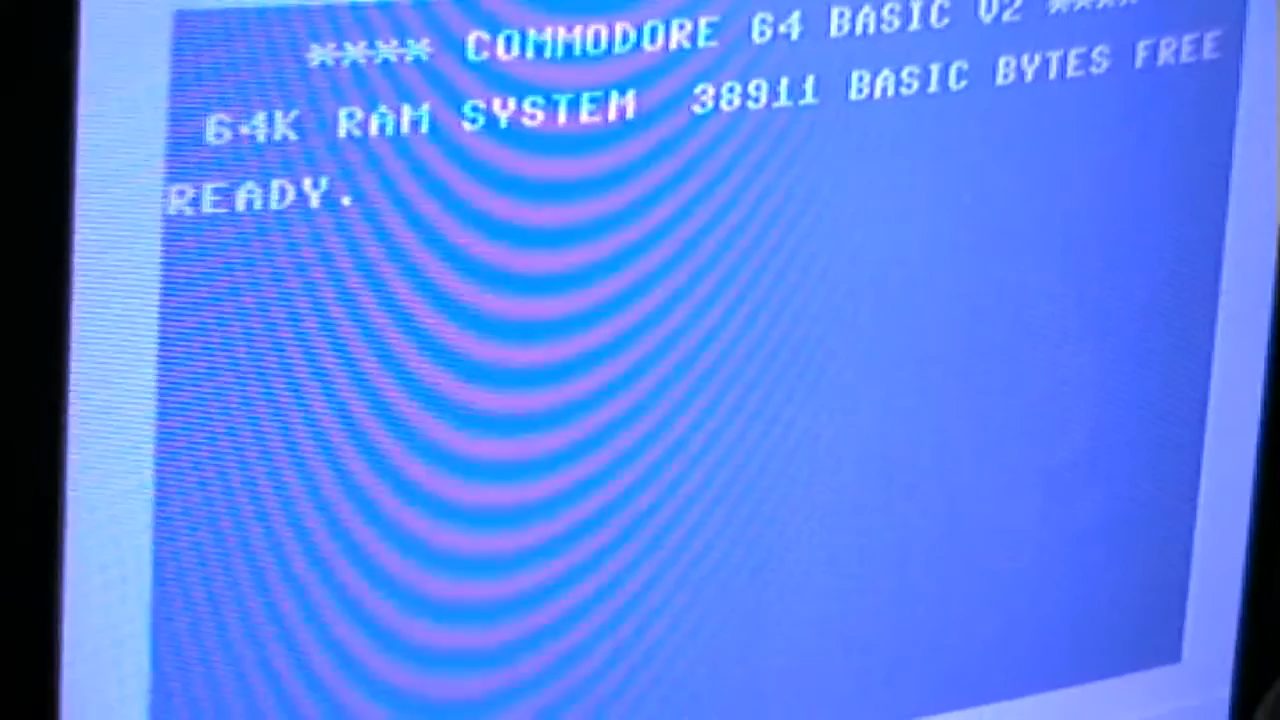 **** COMMODORE 64 BASIC V2 ****
64K RAM SYSTEM  38911 BASIC BYTES FREE
READY.